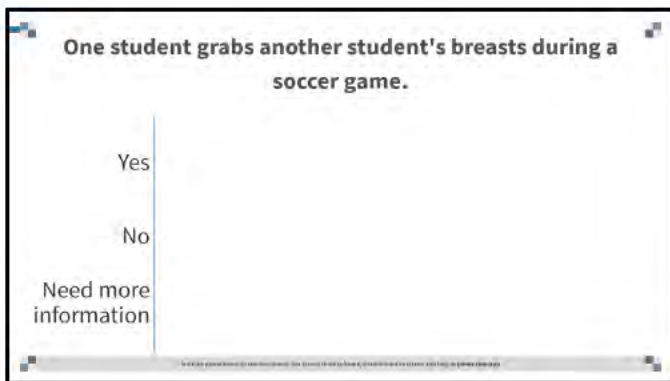 One student grabs another student's breasts during a
soccer game.
Yes
No
Need more
information